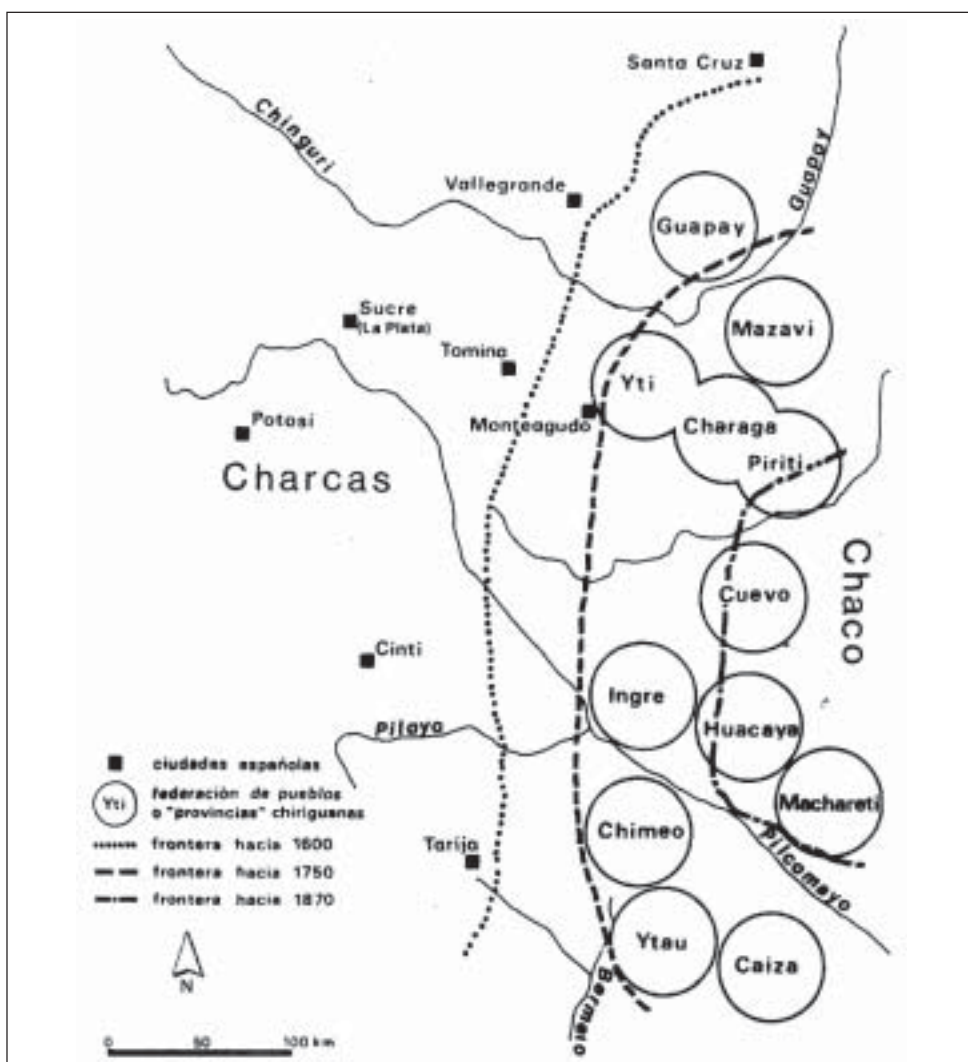 Santa Cruz
Chinguri
Guapay
Vallegrande
Guapay
Sucre
(La Plata)
Mazavi
Tomina
Yti
Potosi
Monteagudo
Charaga
Piriti
Charcas
Chaco
Cuevo
Cinti
Ingre
Pilaya
Huacaya
ciudades españolas
Yti
federación de pueblos
o "provincias" chiriguanas
Machareti
Chimeo
frontera hacia 1600
Tarija
Pilcomayo
frontera hacia 1750
frontera hacia 1870
Ytau
Caiza
N
Bermejo
0 50 100 km